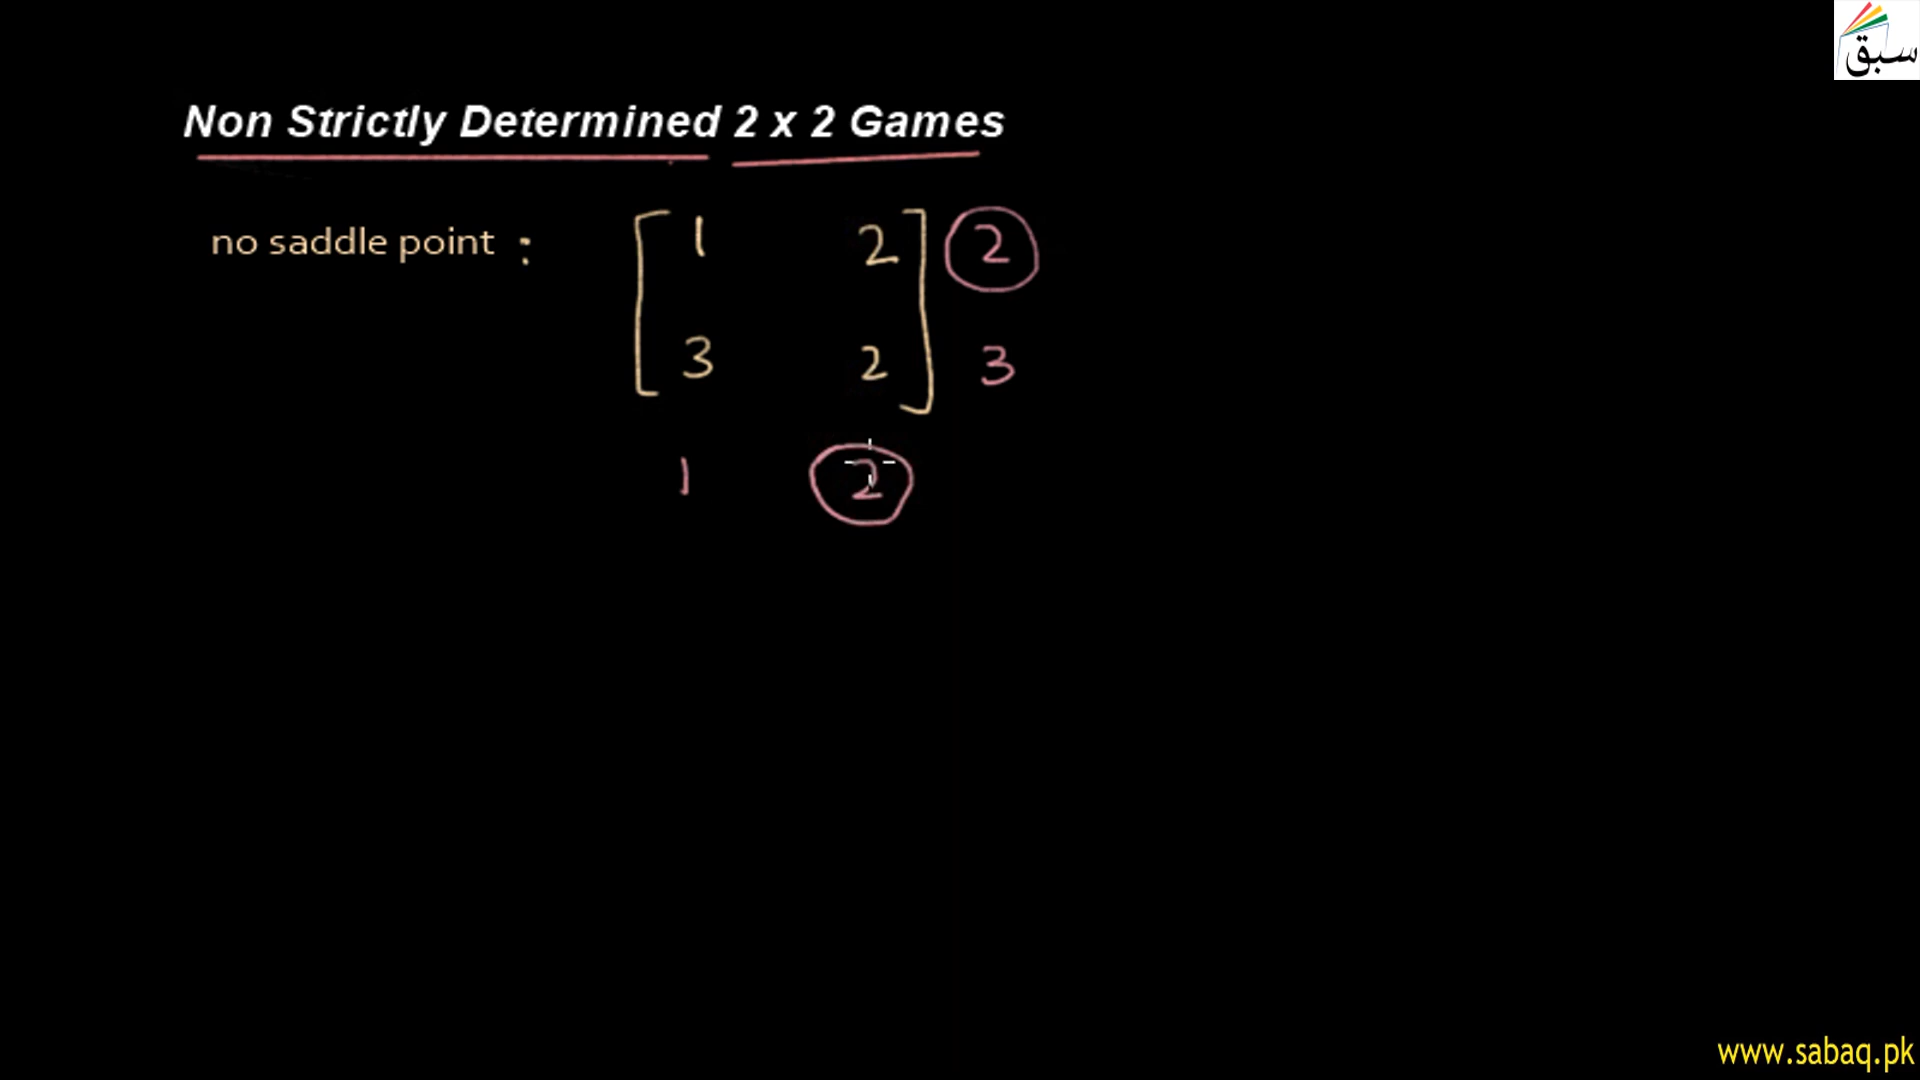 سبق
Non Strictly Determined 2 x 2 Games
no saddle point : [ 1 2 ] 2
3 2 3
1 2
www.sabaq.pk